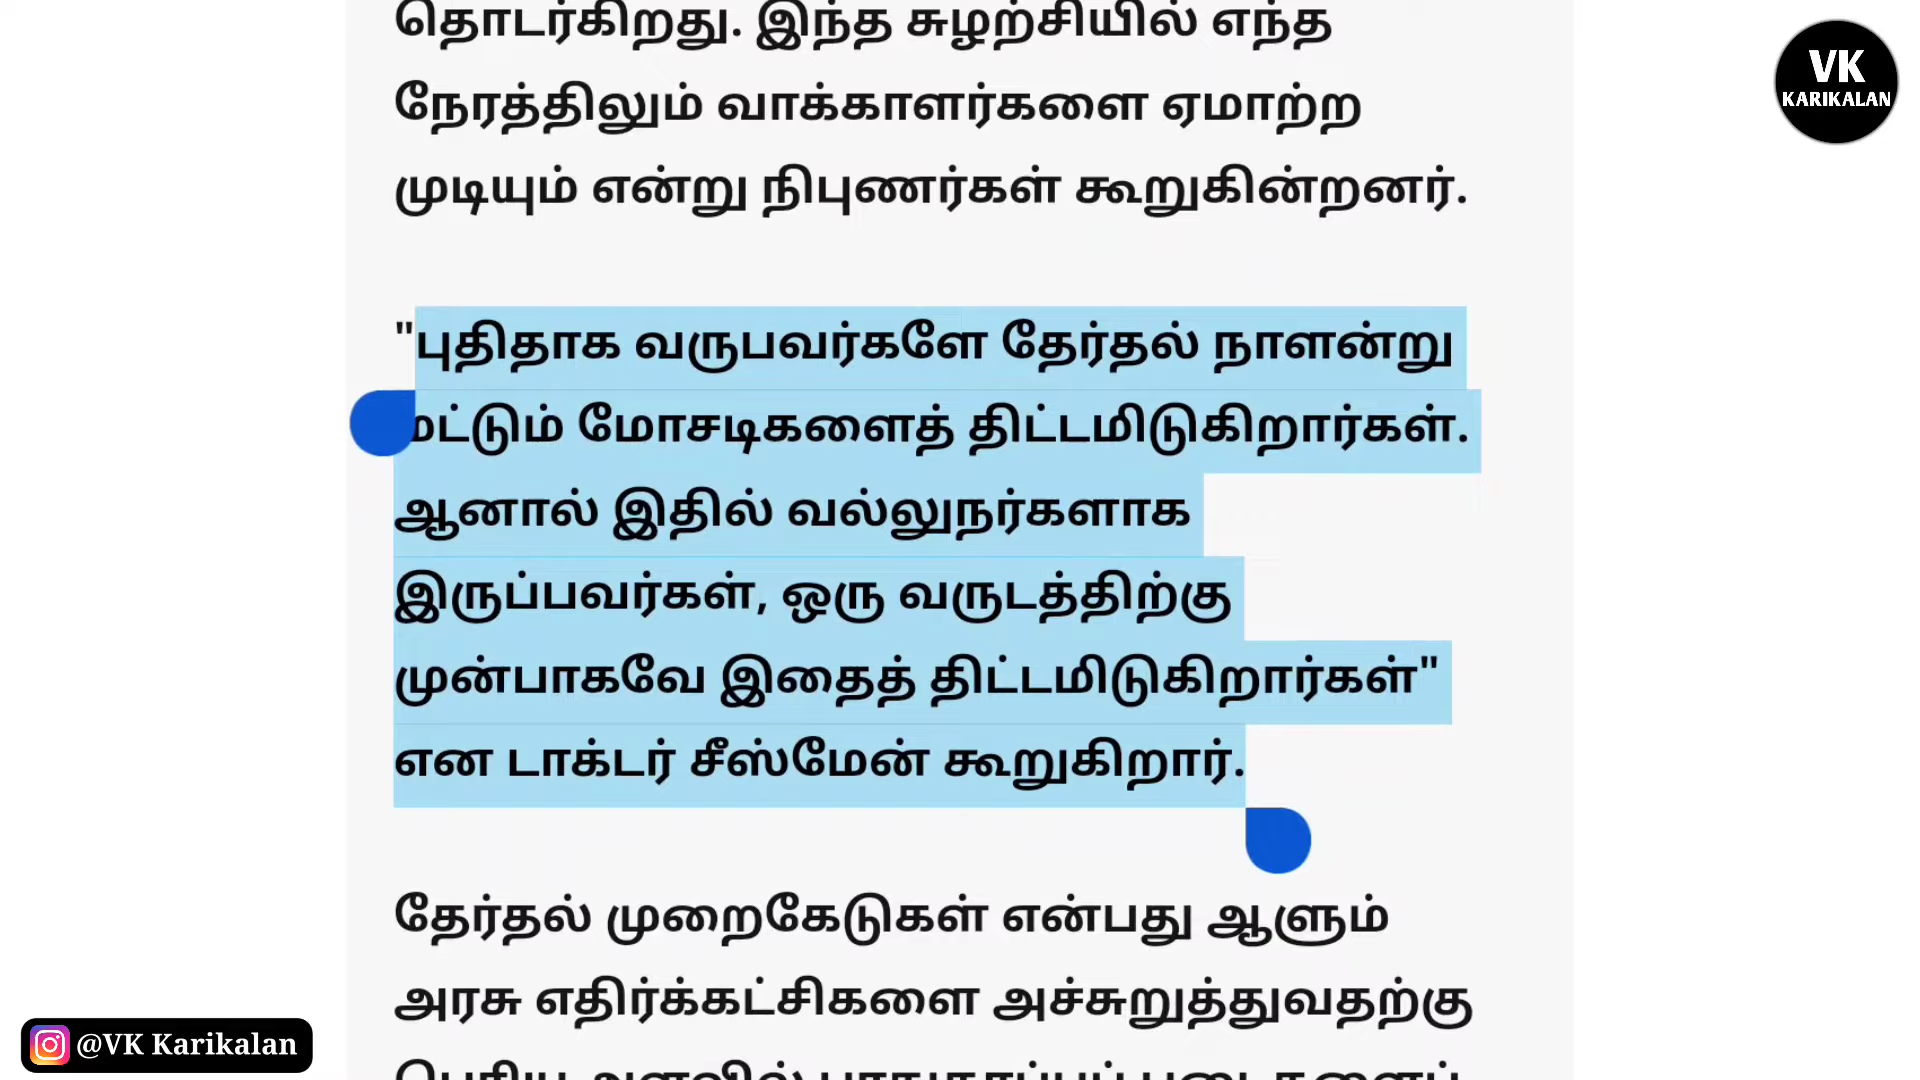 தொடர்கிறது. இந்த சுழற்சியில் எந்த
நேரத்திலும் வாக்காளர்களை ஏமாற்ற
முடியும் என்று நிபுணர்கள் கூறுகின்றனர்.
"புதிதாக வருபவர்களே தேர்தல் நாளன்று
மட்டும் மோசடிகளைத் திட்டமிடுகிறார்கள்.
ஆனால் இதில் வல்லுநர்களாக
இருப்பவர்கள், ஒரு வருடத்திற்கு
முன்பாகவே இதைத் திட்டமிடுகிறார்கள்"
என டாக்டர் சீஸ்மேன் கூறுகிறார்.
தேர்தல் முறைகேடுகள் என்பது ஆளும்
அரசு எதிர்க்கட்சிகளை அச்சுறுத்துவதற்கு
VK
KARIKALAN
@VK Karikalan